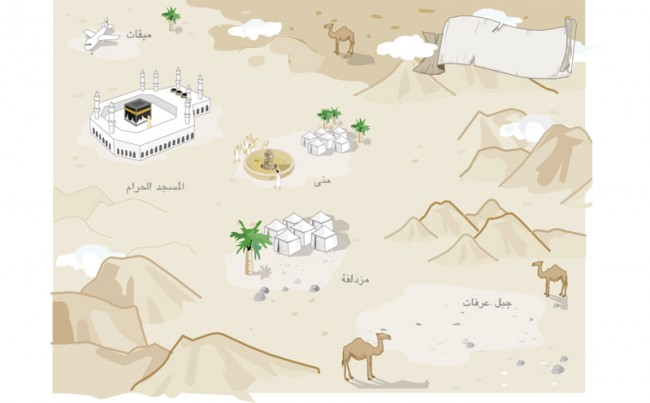 ميقات
المسجد الحرام
منى
مزدلفة
جبل عرفات